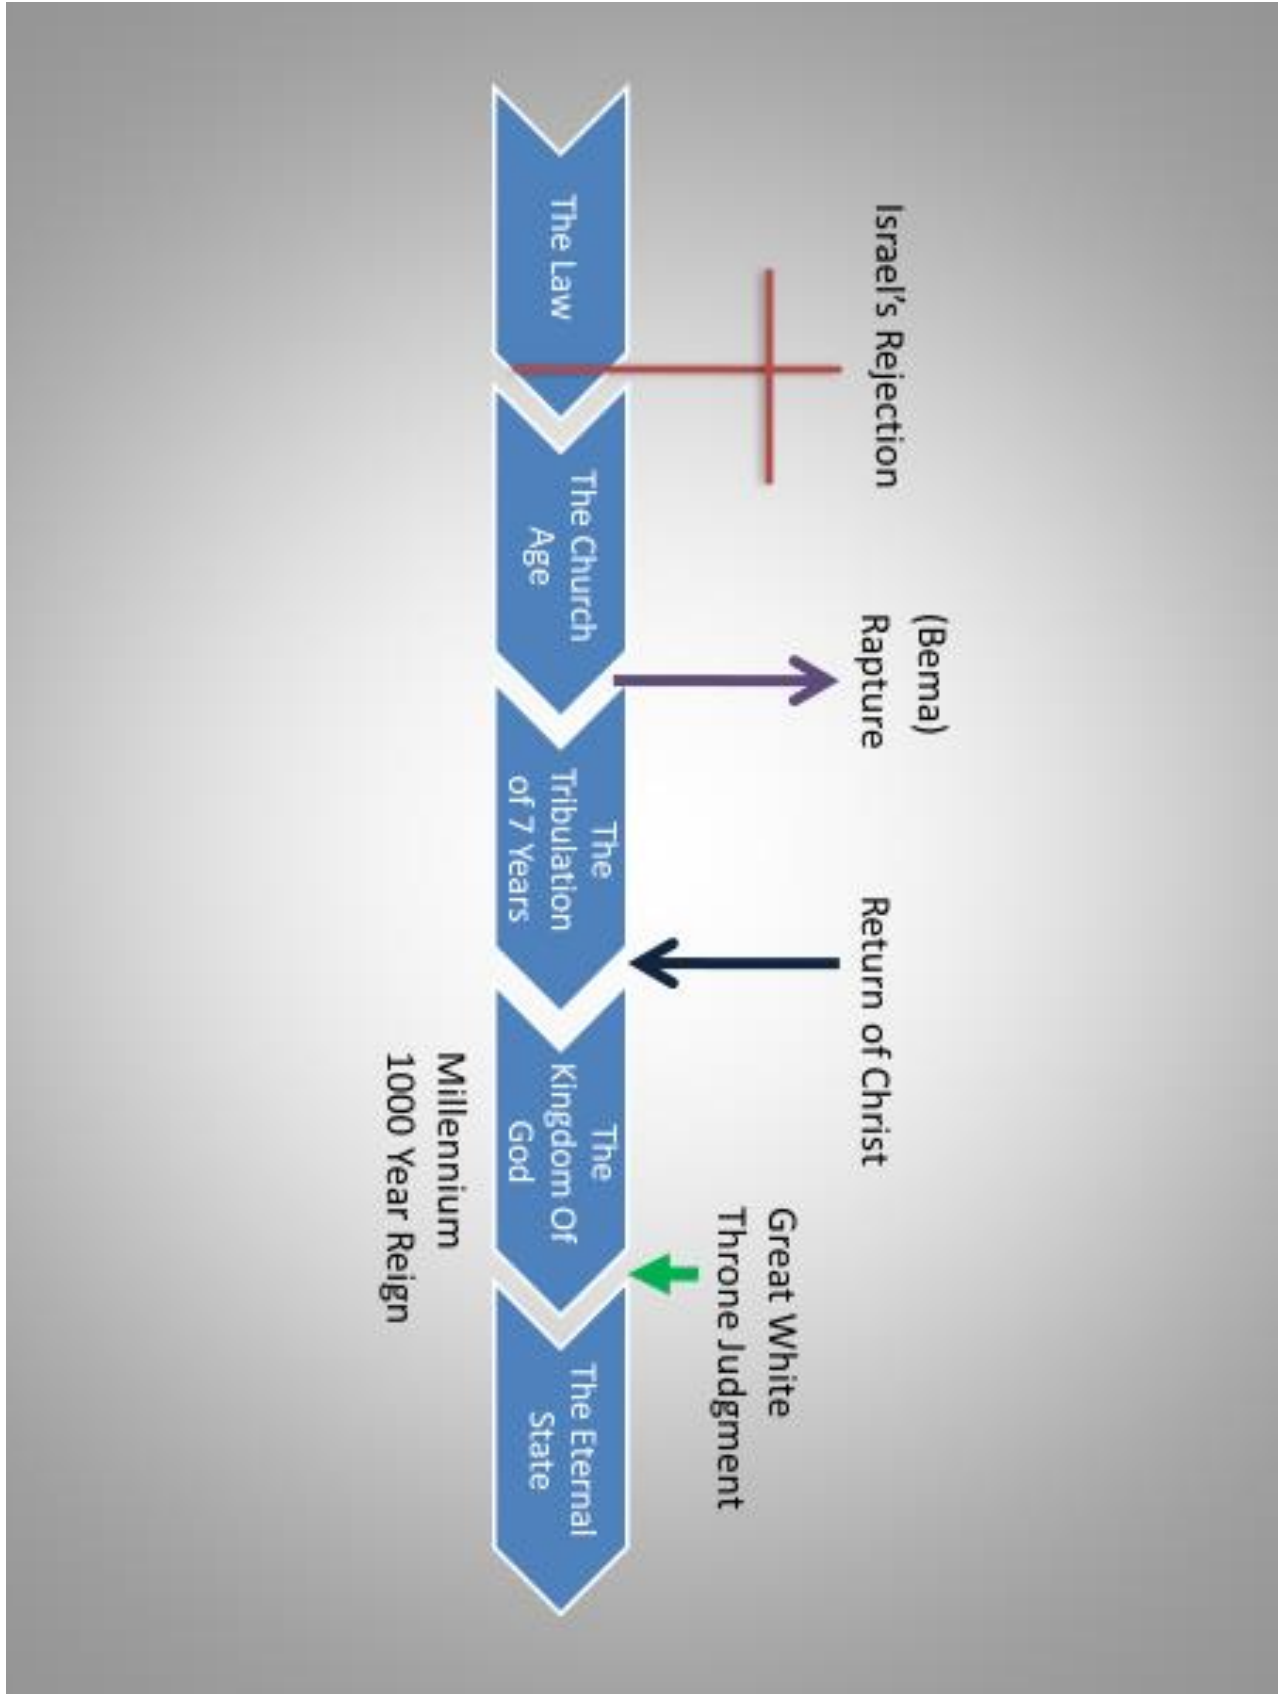 Israel's Rejection
(Bema)
Rapture
Return of Christ
Great White
Throne Judgment
The Law
The Church
Age
The
Tribulation
of 7 Years
The
Kingdom Of
God
The Eternal
State
Millennium
1000 Year Reign